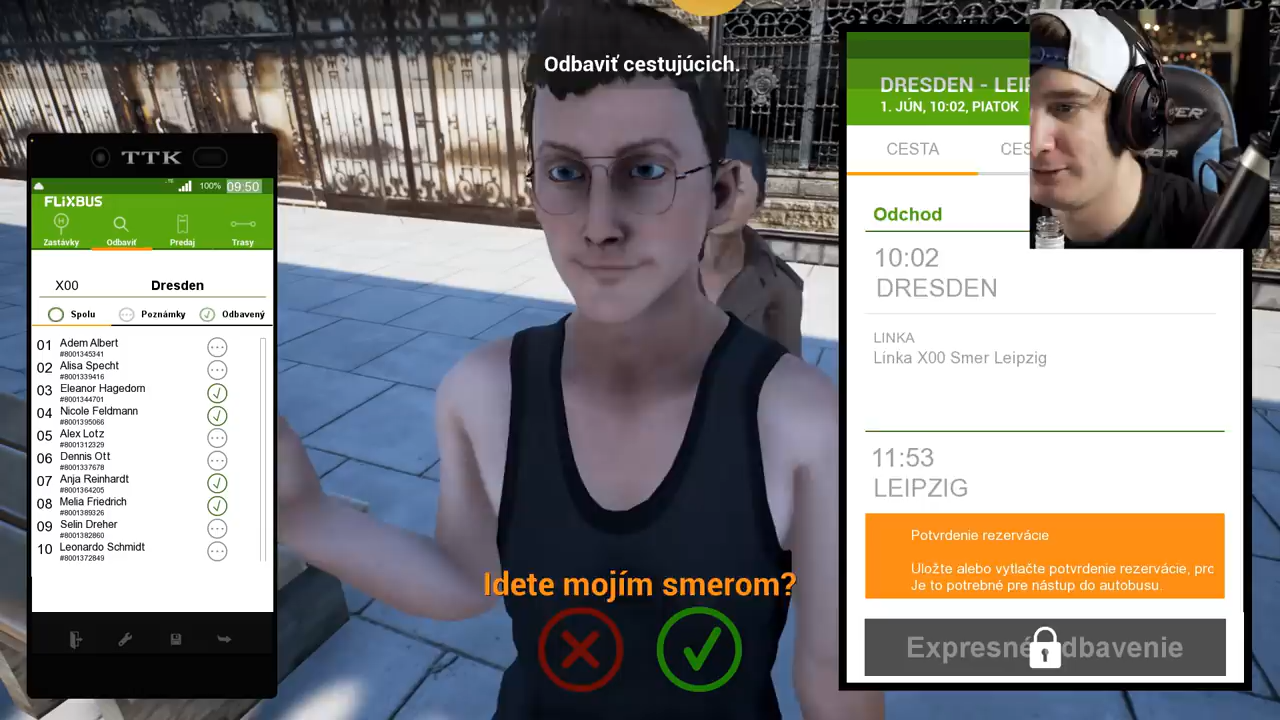 Odbaviť cestujúcich.
TTK
100% 09:50
FLiXBUS
Zastávky Odbaviť Predaj Trasy
X00 Dresden
Spolu Poznámky Odbavený
01 Adem Albert
#8001345341
02 Alisa Specht
#8001339416
03 Eleanor Hagedorn
#8001344701
04 Nicole Feldmann
#8001395066
05 Alex Lotz
#8001312329
06 Dennis Ott
#8001337678
07 Anja Reinhardt
#8001364205
08 Melia Friedrich
#8001389326
09 Selin Dreher
#8001382860
10 Leonardo Schmidt
#8001372849
Idete mojím smerom?
DRESDEN - LEI
1. JÚN, 10:02, PIATOK
CESTA CES
Odchod
10:02
DRESDEN
LINKA
Linka X00 Smer Leipzig
11:53
LEIPZIG
Potvrdenie rezervácie
Uložte alebo vytlačte potvrdenie rezervácie, pro
Je to potrebné pre nástup do autobusu.
Expresné dbavenie